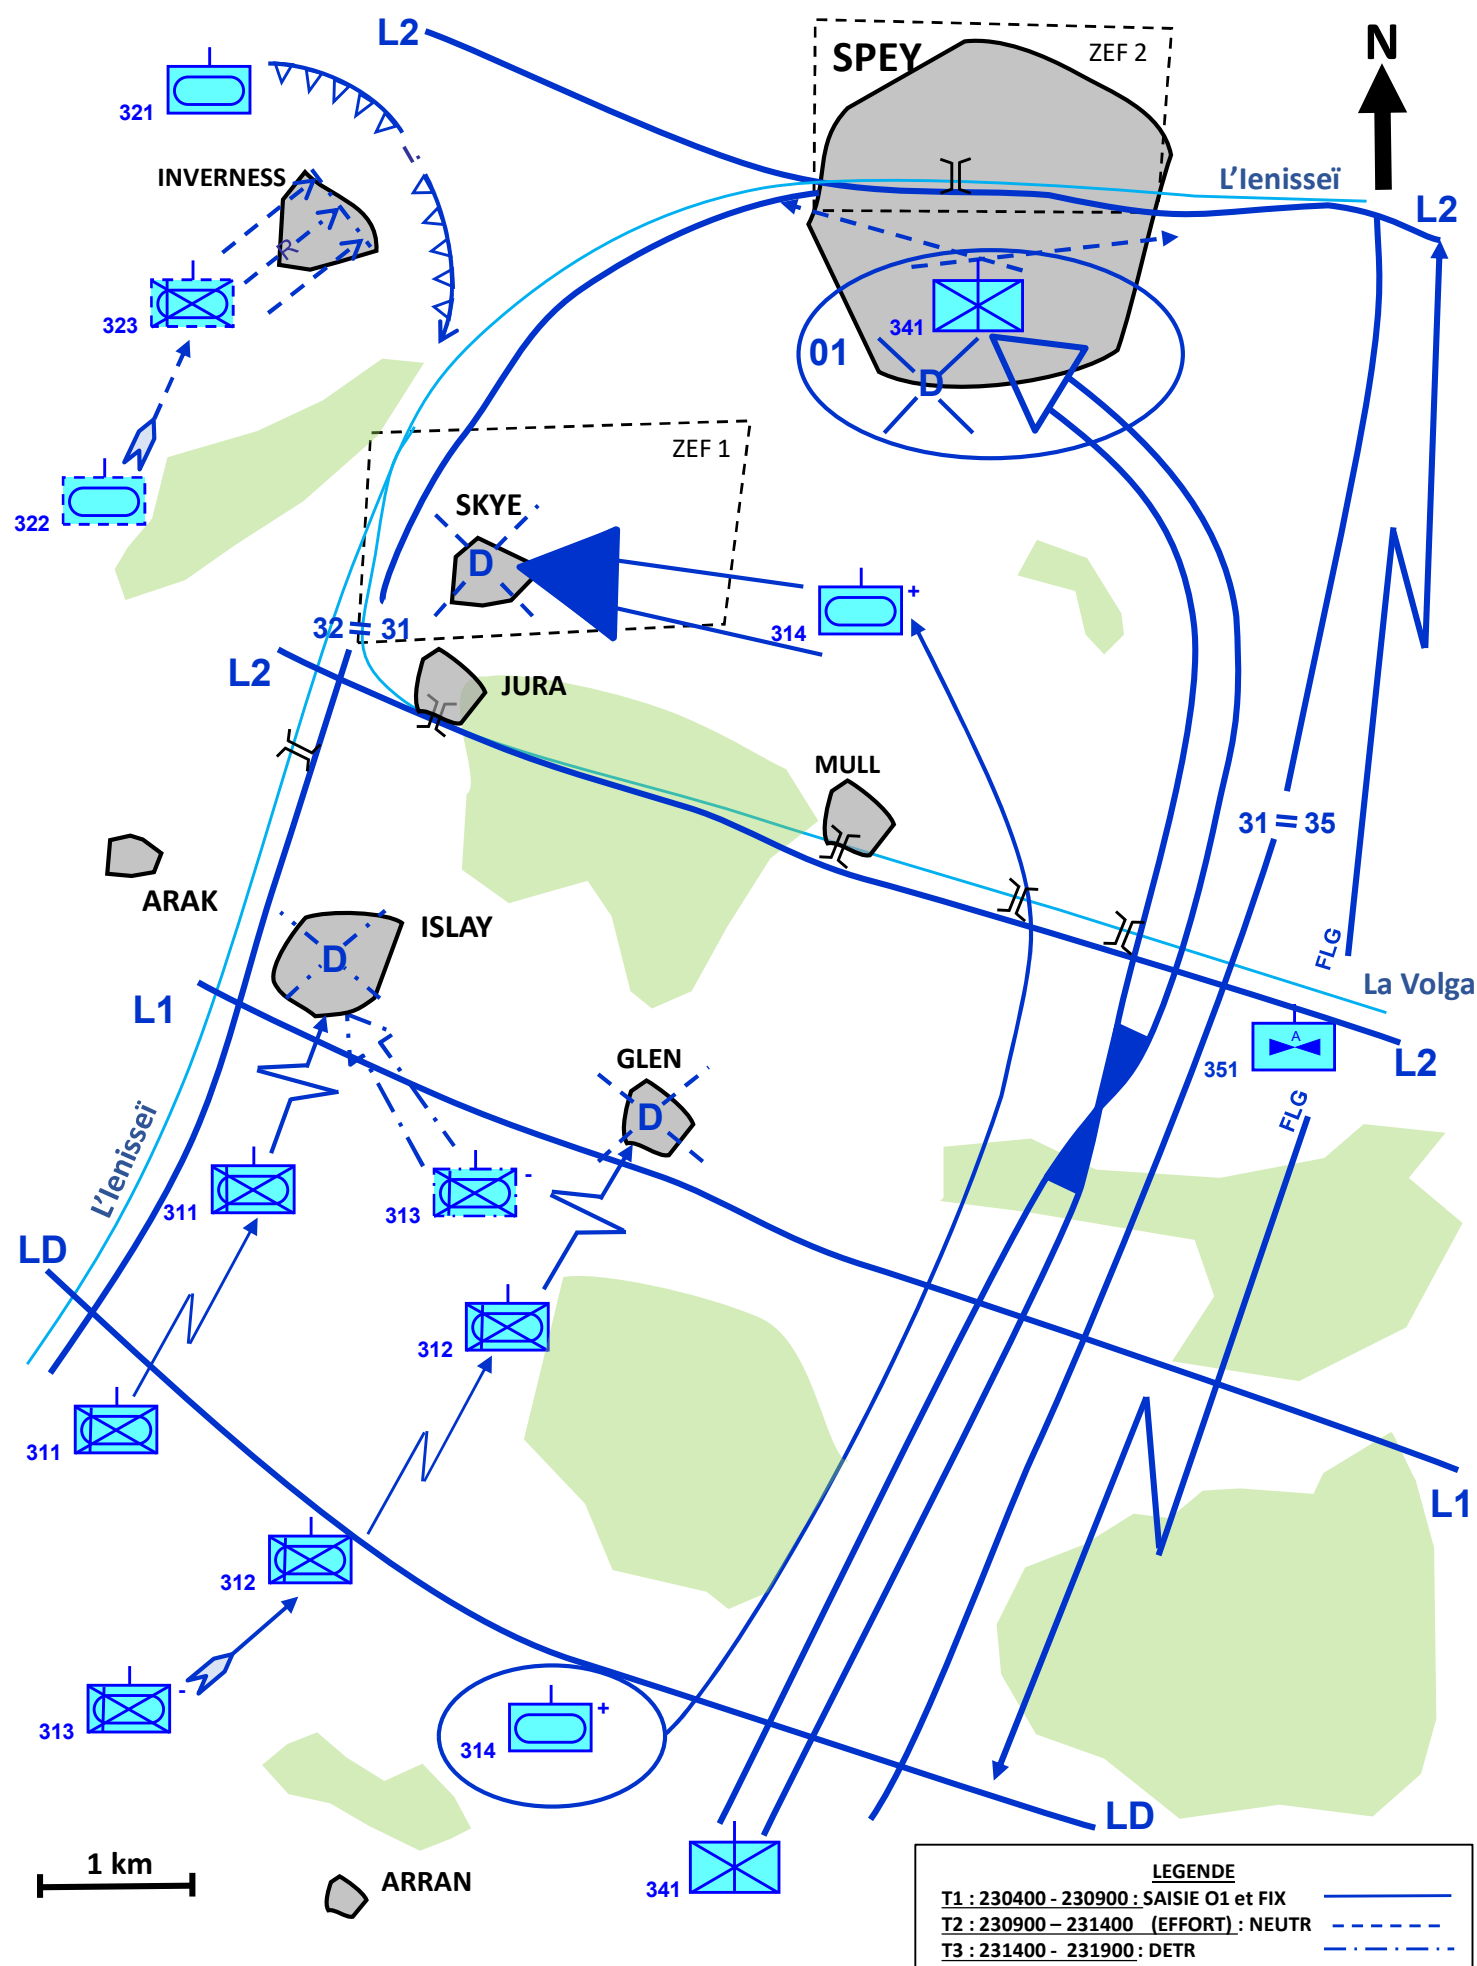 L2
SPEY
ZEF 2
N
321
INVERNESS
L'Ienisseï
L2
R
323
341
01
D
ZEF 1
SKYE
322
D
+
314
32 = 31
L2
JURA
MULL
31 = 35
ARAK
ISLAY
D
FLG
La Volga
L1
GLEN
A
351
L2
D
FLG
L'Ienisseï
311
-
313
LD
312
311
L1
312
-
313
+
314
LD
1 km
ARRAN
341
LEGENDE
T1 : 230400 - 230900 : SAISIE O1 et FIX
T2 : 230900 – 231400 (EFFORT) : NEUTR
T3 : 231400 - 231900 : DETR